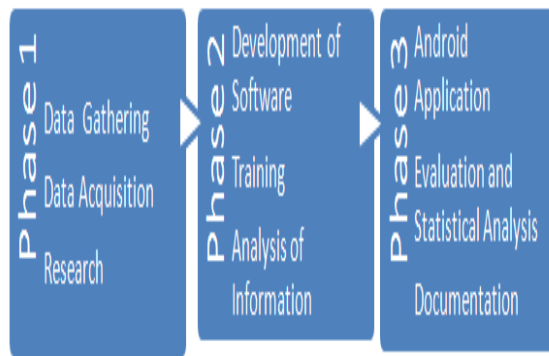 Phase 1
Data Gathering
Data Acquisition
Research
Phase 2
Development of
Software
Training
Analysis of
Information
Phase 3
Android
Application
Evaluation and
Statistical Analysis
Documentation